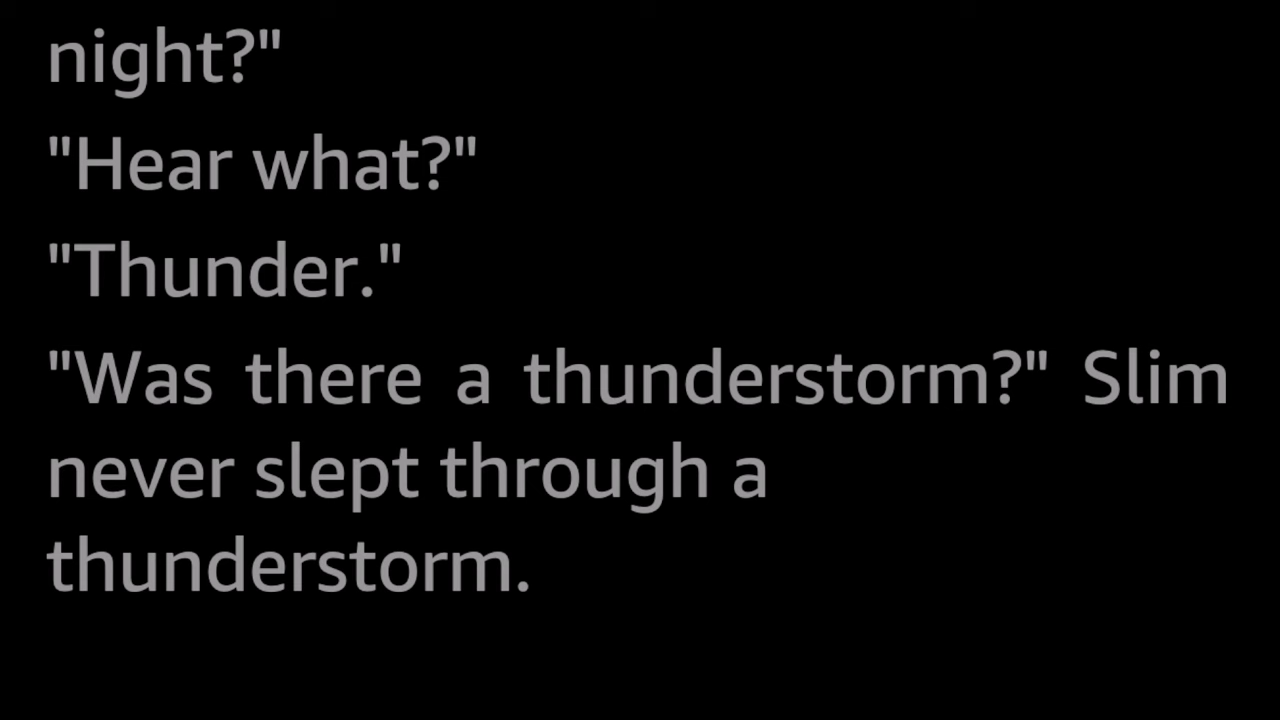 night?"
"Hear what?"
"Thunder."
"Was there a thunderstorm?" Slim
never slept through a
thunderstorm.